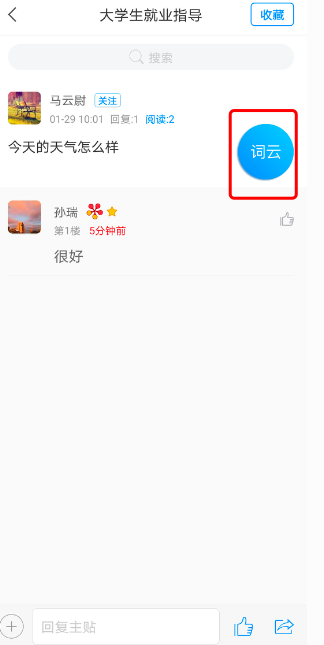 大学生就业指导
收藏
搜索
马云尉 关注
01-29 10:01 回复:1 阅读:2
今天的天气怎么样
词云
孙瑞
第1楼 5分钟前
很好
回复主贴